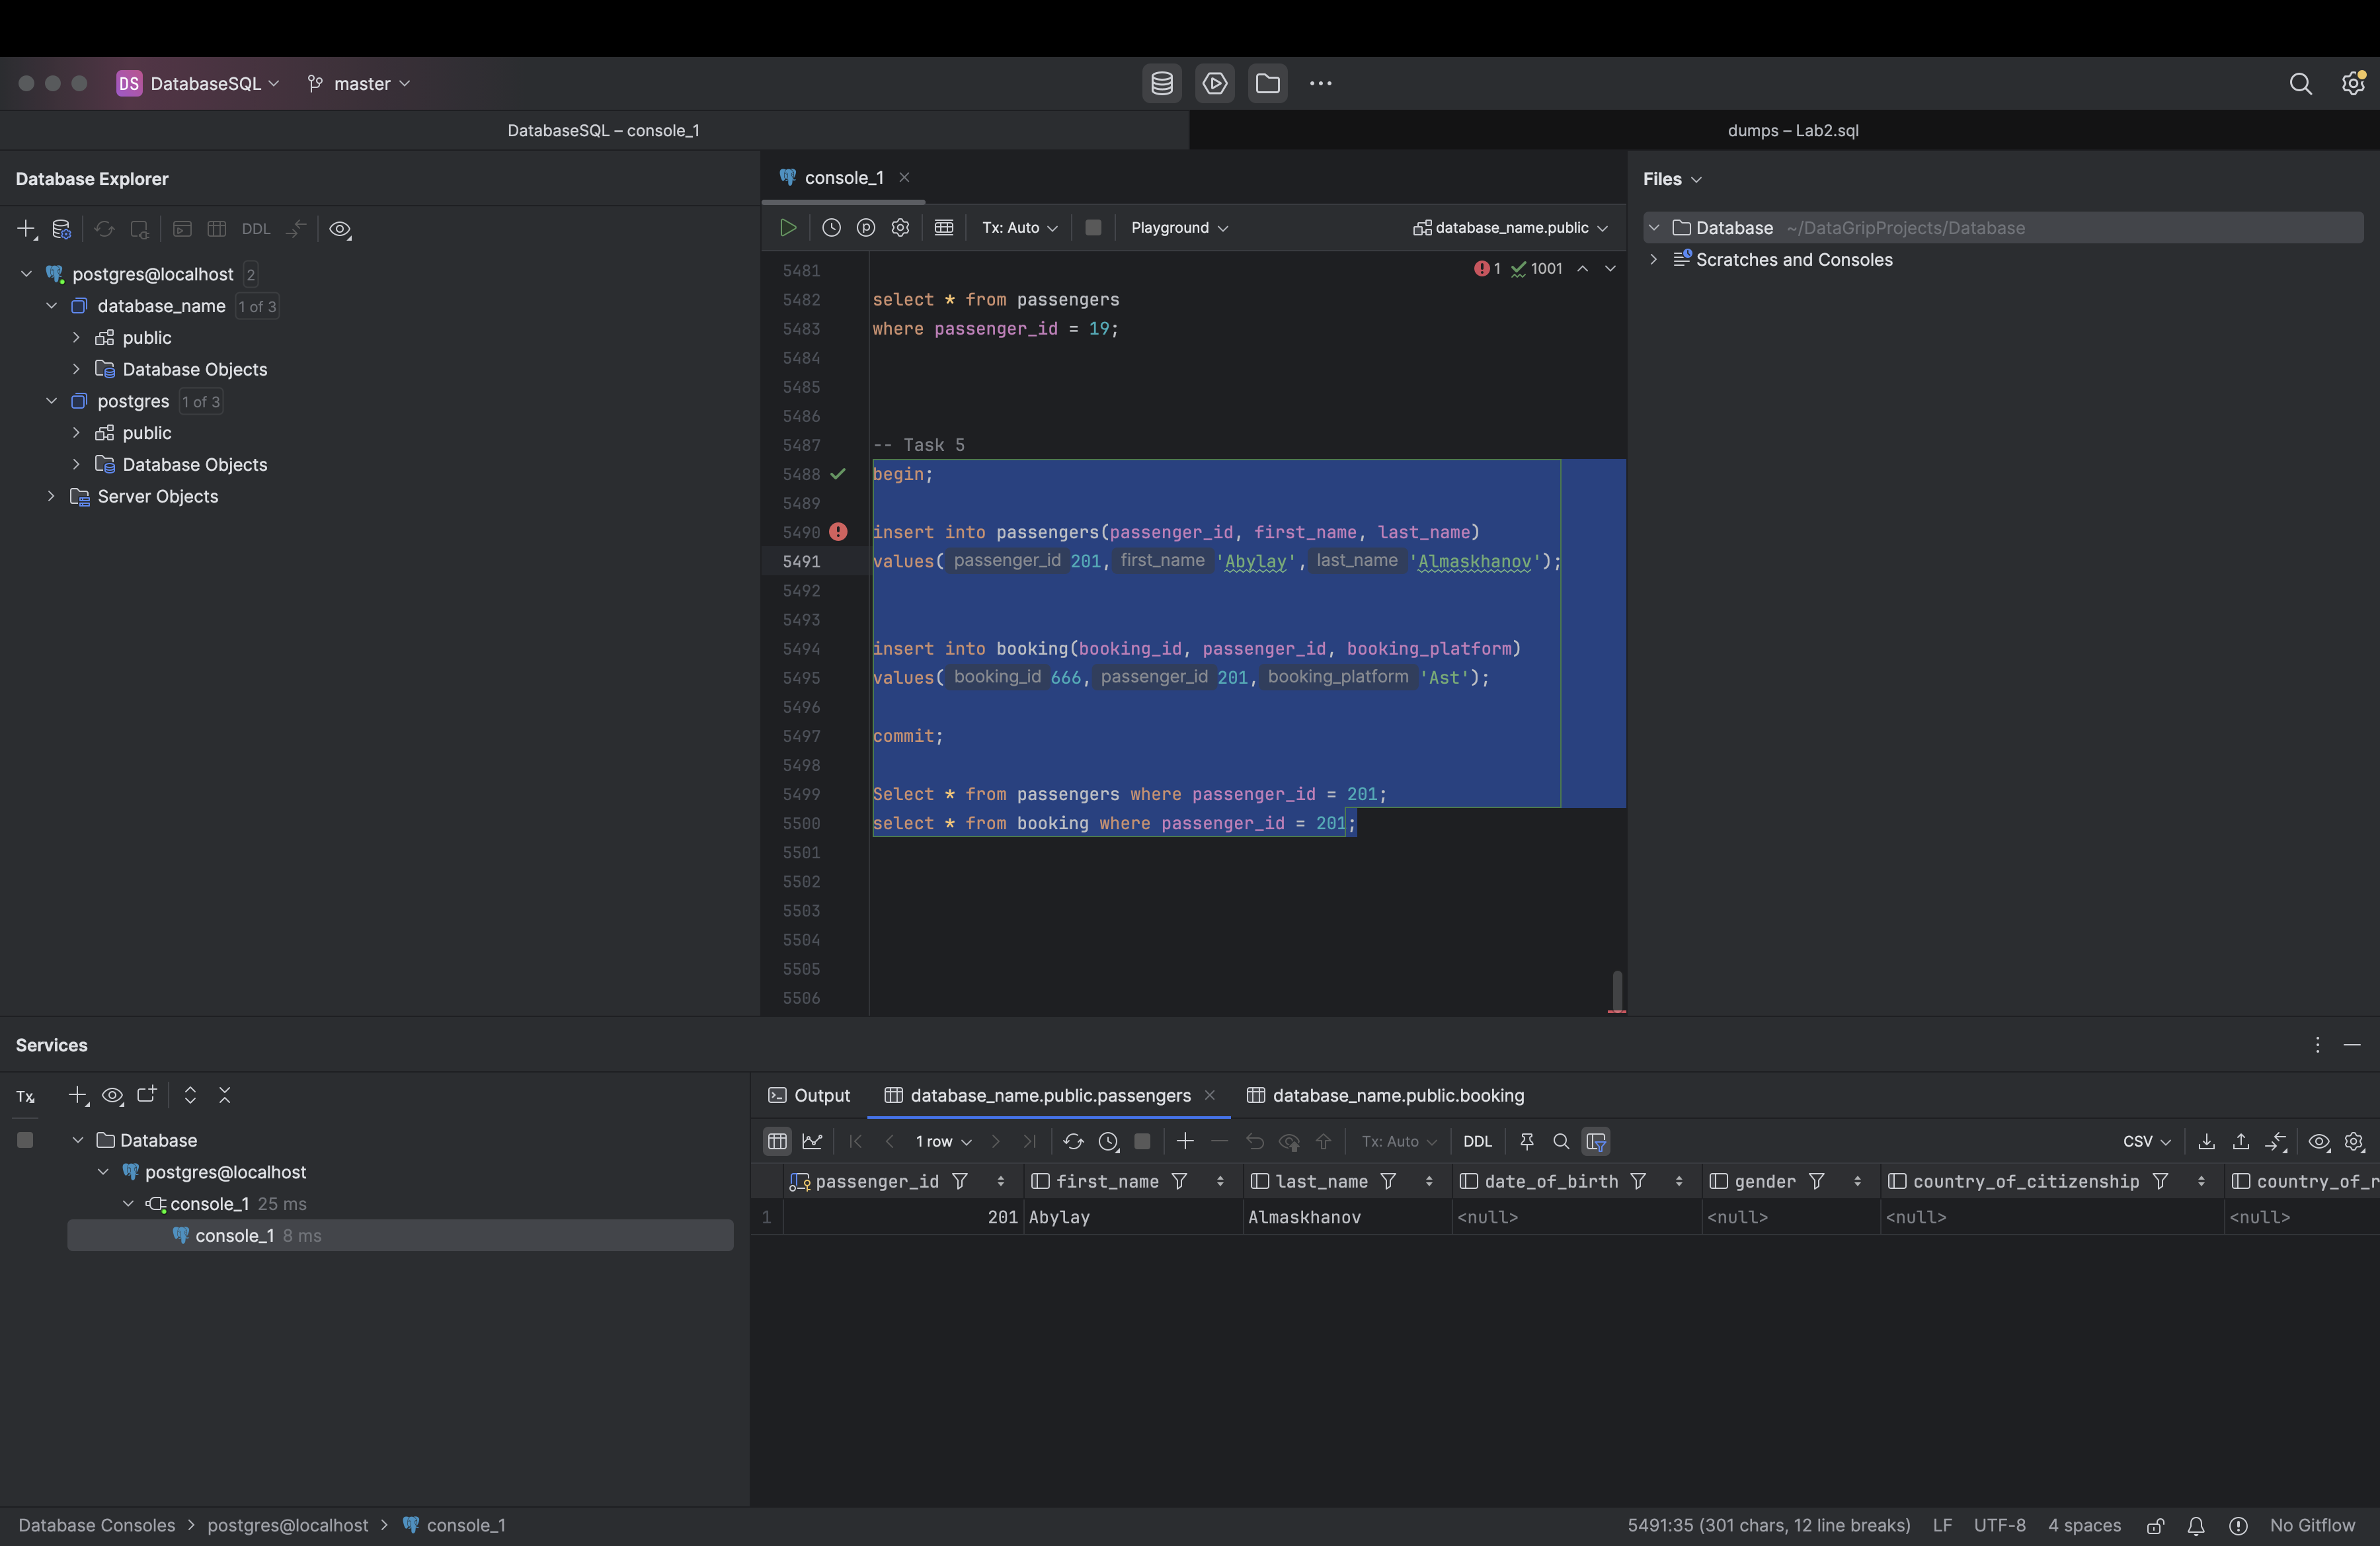 DS DatabaseSQL master
DatabaseSQL – console_1
dumps – Lab2.sql
Database Explorer
DDL
postgres@localhost 2
database_name 1 of 3
public
Database Objects
postgres 1 of 3
public
Database Objects
Server Objects
console_1
Tx: Auto Playground database_name.public
1 1001
5481
5482 select * from passengers
5483 where passenger_id = 19;
5484
5485
5486
5487 -- Task 5
5488 begin;
5489
5490 insert into passengers(passenger_id, first_name, last_name)
5491 values( passenger_id 201, first_name 'Abylay', last_name 'Almaskhanov');
5492
5493
5494 insert into booking(booking_id, passenger_id, booking_platform)
5495 values( booking_id 666, passenger_id 201, booking_platform 'Ast');
5496
5497 commit;
5498
5499 Select * from passengers where passenger_id = 201;
5500 select * from booking where passenger_id = 201;
5501
5502
5503
5504
5505
5506
Files
Database ~/DataGripProjects/Database
Scratches and Consoles
Services
Tx
Database
postgres@localhost
console_1 25 ms
console_1 8 ms
Output database_name.public.passengers database_name.public.booking
1 row Tx: Auto DDL CSV
passenger_id first_name last_name date_of_birth gender country_of_citizenship country_of_r
1 201 Abylay Almaskhanov <null> <null> <null> <null>
Database Consoles > postgres@localhost > console_1
5491:35 (301 chars, 12 line breaks) LF UTF-8 4 spaces No Gitflow